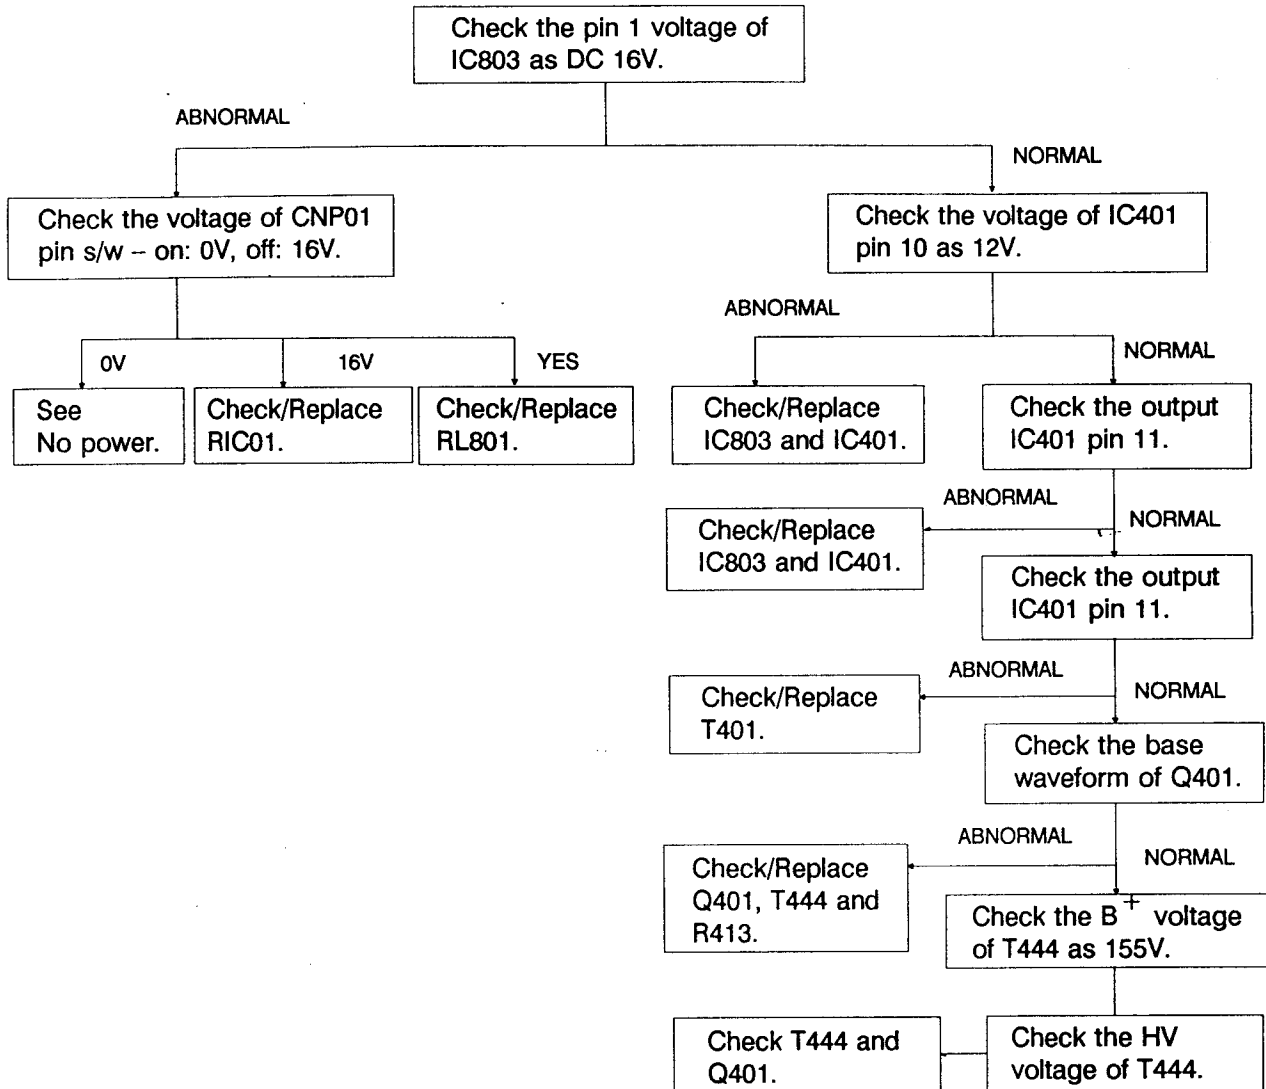 Check the pin 1 voltage of
IC803 as DC 16V.
ABNORMAL
NORMAL
Check the voltage of CNP01
pin s/w – on: 0V, off: 16V.
Check the voltage of IC401
pin 10 as 12V.
ABNORMAL
NORMAL
0V
16V
YES
See
No power.
Check/Replace
RIC01.
Check/Replace
RL801.
Check/Replace
IC803 and IC401.
Check the output
IC401 pin 11.
ABNORMAL
NORMAL
Check/Replace
IC803 and IC401.
Check the output
IC401 pin 11.
ABNORMAL
NORMAL
Check/Replace
T401.
Check the base
waveform of Q401.
ABNORMAL
NORMAL
Check/Replace
Q401, T444 and
R413.
Check the B+ voltage
of T444 as 155V.
Check T444 and
Q401.
Check the HV
voltage of T444.